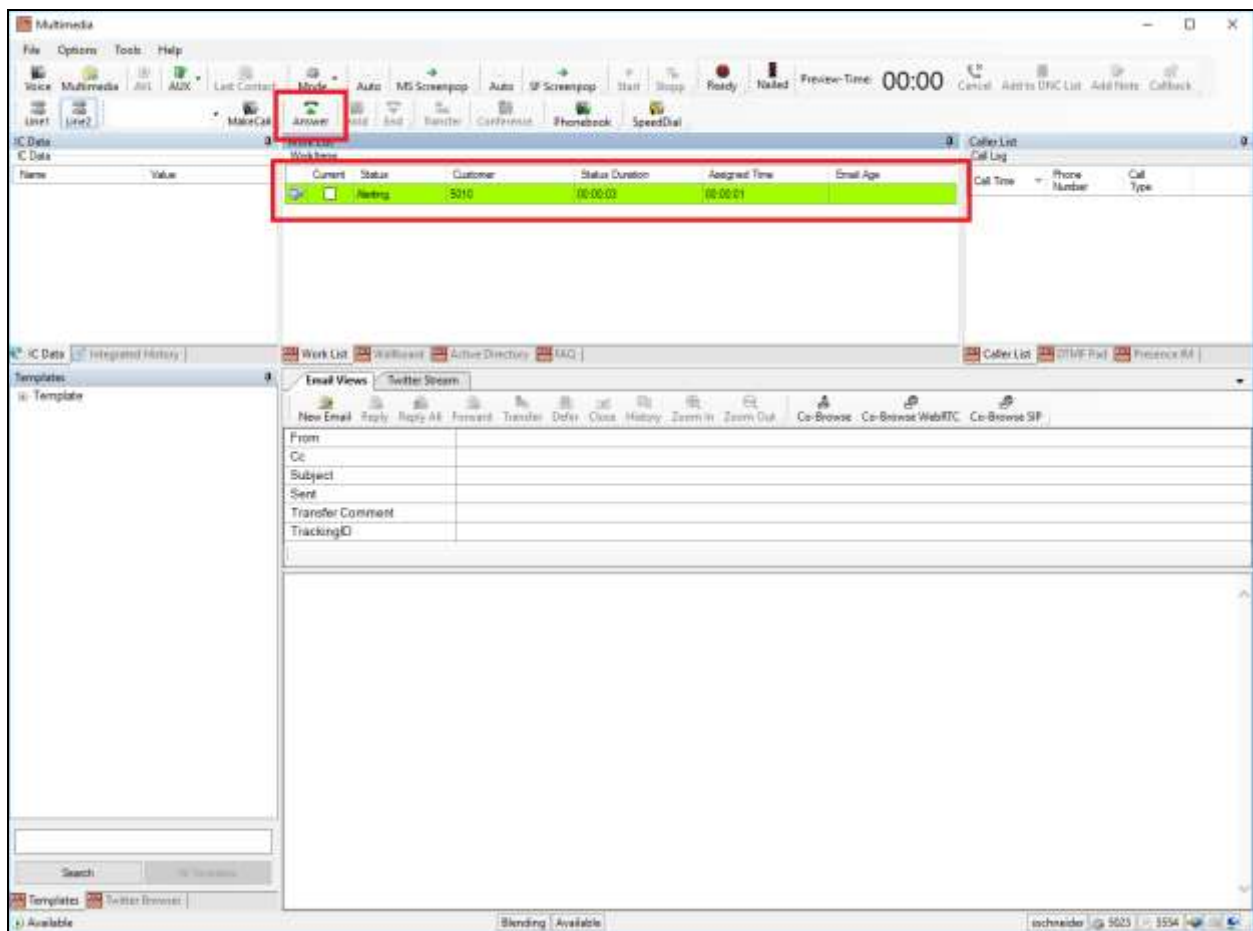 Multimedia
File Options Tools Help
Voice Multimedia AUX Last Contact Mode Auto MS Screenpop Auto SF Screenpop Start Stop Ready Nailed Preview Time: 00:00 Cancel Add to DNC List Add Note Callback
Line1 Line2 MakeCall Answer Hold End Transfer Conference Phonebook SpeedDial
IC Data Work List Caller List
IC Data Work Items Call Log
Name Value Current Status Customer Status Duration Assigned Time Email Age Call Time Phone Number Call Type
Alerting 5010 00:00:03 00:00:01
IC Data Integrated History Work List Wallboard Active Directory FAQ Caller List DTMF Pad Presence IM
Templates Email Views Twitter Stream
Template
New Email Reply Reply All Forward Transfer Defer Close History Zoom In Zoom Out Co-Browse Co-Browse WebRTC Co-Browse SIP
From
Cc
Subject
Sent
Transfer Comment
TrackingID
Search
Templates Twitter Browser
Available Blending Available 5023 5554